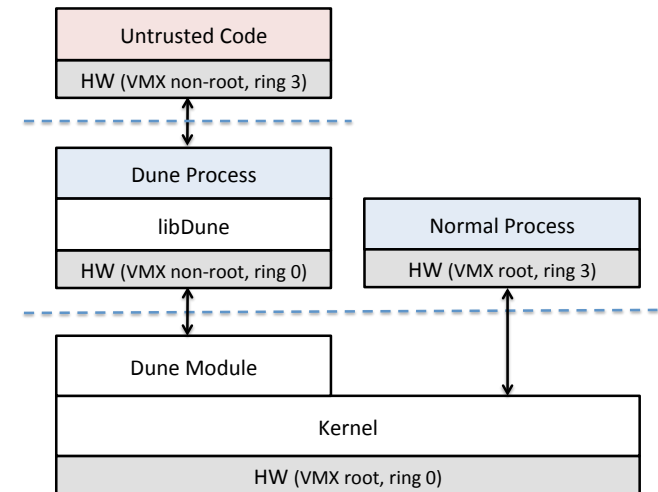 Untrusted Code
HW (VMX non-root, ring 3)
Dune Process
libDune
HW (VMX non-root, ring 0)
Normal Process
HW (VMX root, ring 3)
Dune Module
Kernel
HW (VMX root, ring 0)